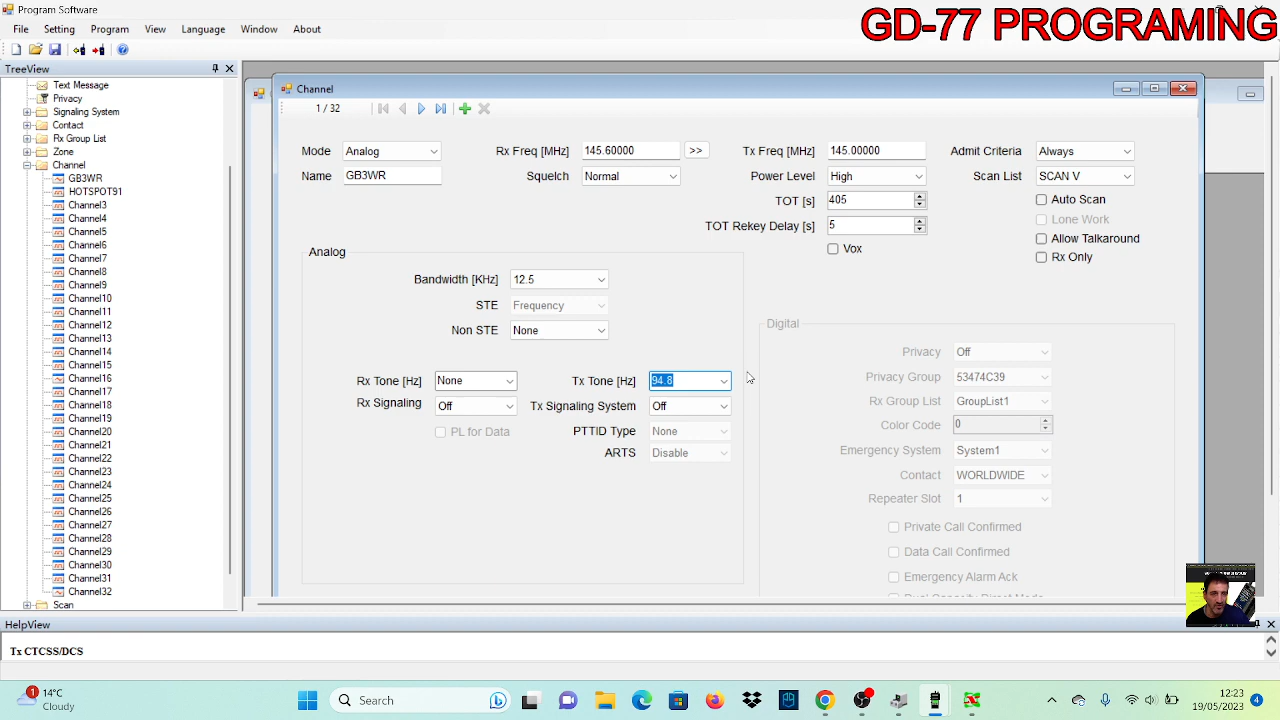 Program Software
GD-77 PROGRAMING
File Setting Program View Language Window About
TreeView
Text Message
Privacy
Signaling System
Contact
Rx Group List
Zone
Channel
GB3WR
HOTSPOT91
Channel3
Channel4
Channel5
Channel6
Channel7
Channel8
Channel9
Channel10
Channel11
Channel12
Channel13
Channel14
Channel15
Channel16
Channel17
Channel18
Channel19
Channel20
Channel21
Channel22
Channel23
Channel24
Channel25
Channel26
Channel27
Channel28
Channel29
Channel30
Channel31
Channel32
Scan
Channel
1 / 32
Mode Analog Rx Freq [MHz] 145.60000 >> Tx Freq [MHz] 145.00000 Admit Criteria Always
Name GB3WR Squelch Normal Power Level High Scan List SCAN V
TOT [s] 405 Auto Scan
Lone Work
TOT Rekey Delay [s] 5
Allow Talkaround
Vox Rx Only
Analog
Bandwidth [KHz] 12.5
STE Frequency
Non STE None
Rx Tone [Hz] None Tx Tone [Hz] 94.8
Rx Signaling Off Tx Signaling System Off
PL for Data PTTID Type None
ARTS Disable
Digital
Privacy Off
Privacy Group 53474C39
Rx Group List GroupList1
Color Code 0
Emergency System System1
Contact WORLDWIDE
Repeater Slot 1
Private Call Confirmed
Data Call Confirmed
Emergency Alarm Ack
Dual Capacity Direct Mode
HelpView
Tx CTCSS/DCS
1
14°C
Cloudy
Search
12:23
19/05/2023
4